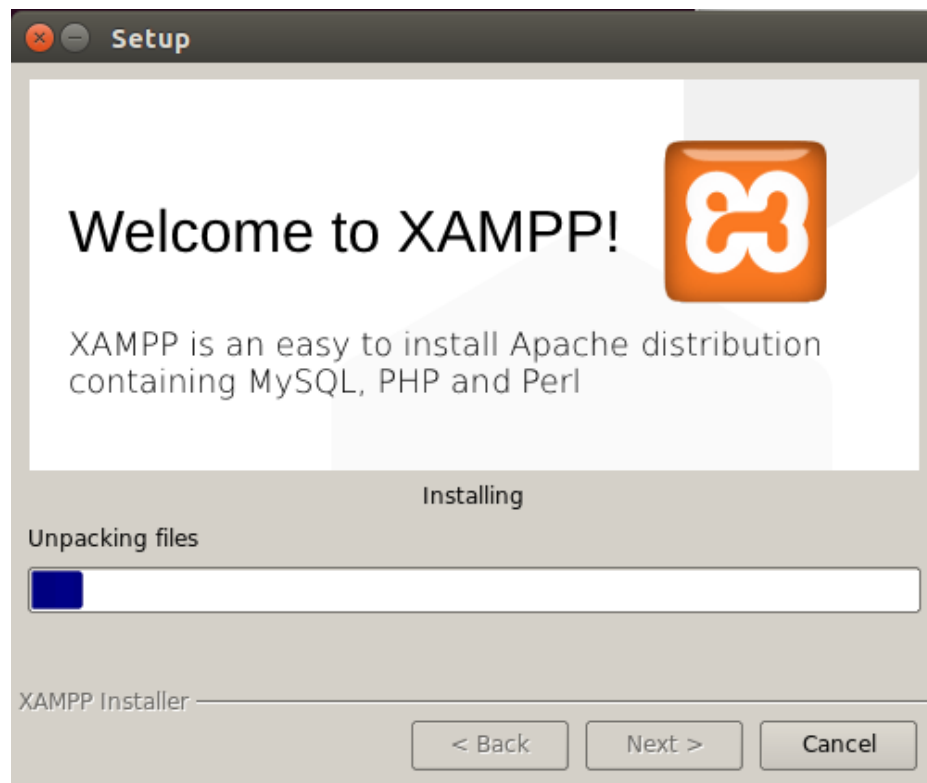 Setup
Welcome to XAMPP!
XAMPP is an easy to install Apache distribution
containing MySQL, PHP and Perl
Installing
Unpacking files
XAMPP Installer
< Back
Next >
Cancel